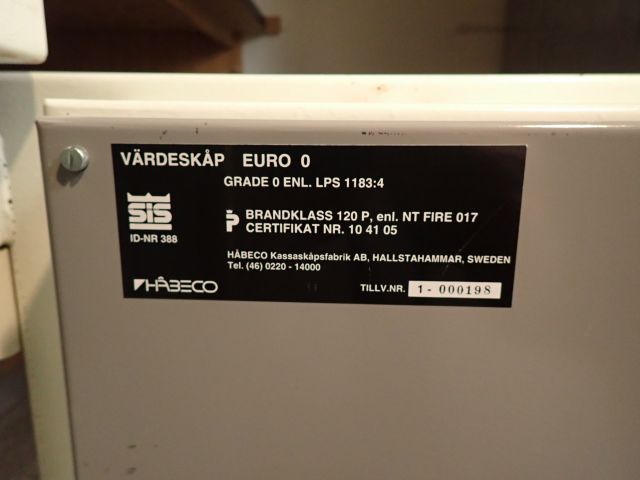 VÄRDESKÅP EURO 0
GRADE 0 ENL. LPS 1183:4
SIS
ID-NR 388
P BRANDKLASS 120 P, enl. NT FIRE 017
CERTIFIKAT NR. 10 41 05
HÅBECO Kassaskåpsfabrik AB, HALLSTAHAMMAR, SWEDEN
Tel. (46) 0220 - 14000
HÅBECO
TILLV.NR. 1 - 000198